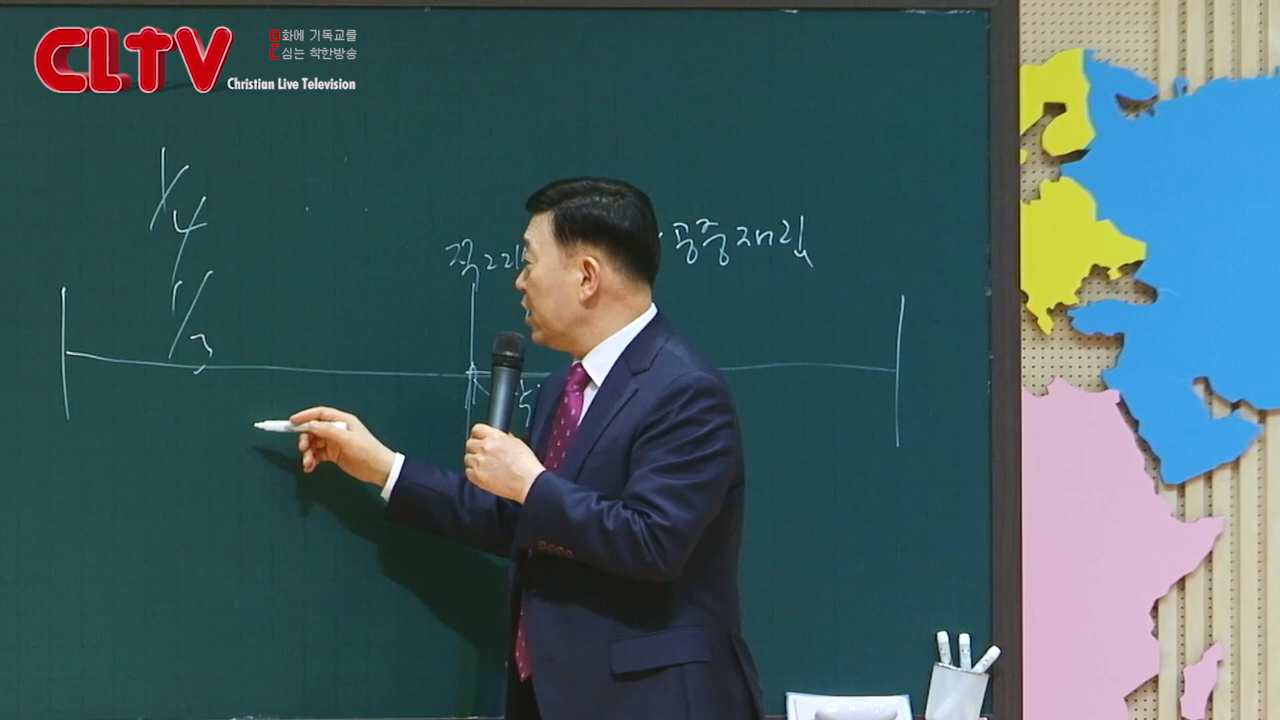 CLTV
문화에 기독교를
심는 착한방송
Christian Live Television
1/4
1/3
공중재림